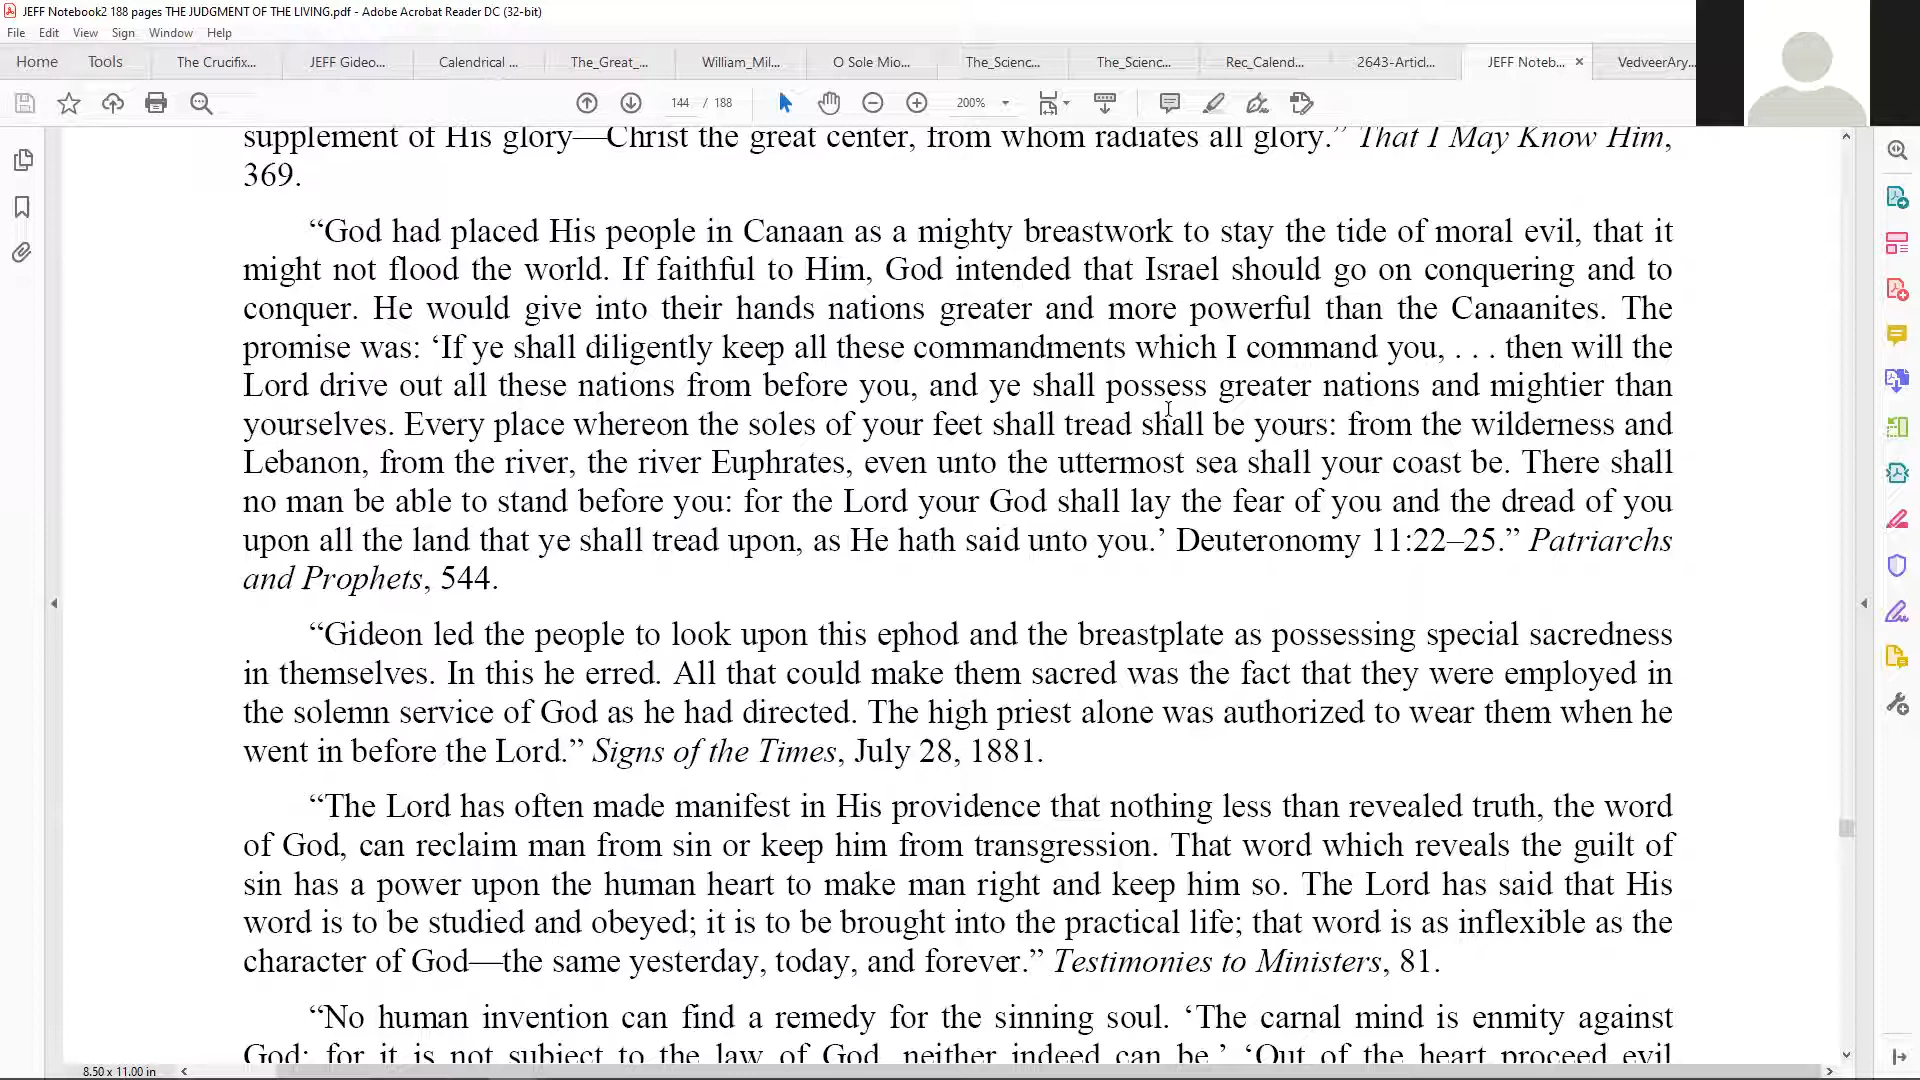 JEFF Notebook2 188 pages THE JUDGMENT OF THE LIVING.pdf - Adobe Acrobat Reader DC (32-bit)
File Edit View Sign Window Help
Home Tools The Crucifix... JEFF Gideo... Calendrical ... The_Great_... William_Mil... O Sole Mio... The_Scienc... The_Scienc... Rec_Calend... 2643-Articl... JEFF Noteb... × VedveerAry...
144 / 188 200%
supplement of His glory—Christ the great center, from whom radiates all glory.” That I May Know Him,
369.
“God had placed His people in Canaan as a mighty breastwork to stay the tide of moral evil, that it
might not flood the world. If faithful to Him, God intended that Israel should go on conquering and to
conquer. He would give into their hands nations greater and more powerful than the Canaanites. The
promise was: ‘If ye shall diligently keep all these commandments which I command you, . . . then will the
Lord drive out all these nations from before you, and ye shall possess greater nations and mightier than
yourselves. Every place whereon the soles of your feet shall tread shall be yours: from the wilderness and
Lebanon, from the river, the river Euphrates, even unto the uttermost sea shall your coast be. There shall
no man be able to stand before you: for the Lord your God shall lay the fear of you and the dread of you
upon all the land that ye shall tread upon, as He hath said unto you.’ Deuteronomy 11:22–25.” Patriarchs
and Prophets, 544.
“Gideon led the people to look upon this ephod and the breastplate as possessing special sacredness
in themselves. In this he erred. All that could make them sacred was the fact that they were employed in
the solemn service of God as he had directed. The high priest alone was authorized to wear them when he
went in before the Lord.” Signs of the Times, July 28, 1881.
“The Lord has often made manifest in His providence that nothing less than revealed truth, the word
of God, can reclaim man from sin or keep him from transgression. That word which reveals the guilt of
sin has a power upon the human heart to make man right and keep him so. The Lord has said that His
word is to be studied and obeyed; it is to be brought into the practical life; that word is as inflexible as the
character of God—the same yesterday, today, and forever.” Testimonies to Ministers, 81.
“No human invention can find a remedy for the sinning soul. ‘The carnal mind is enmity against
God: for it is not subject to the law of God, neither indeed can be.’ ‘Out of the heart proceed evil
8.50 x 11.00 in